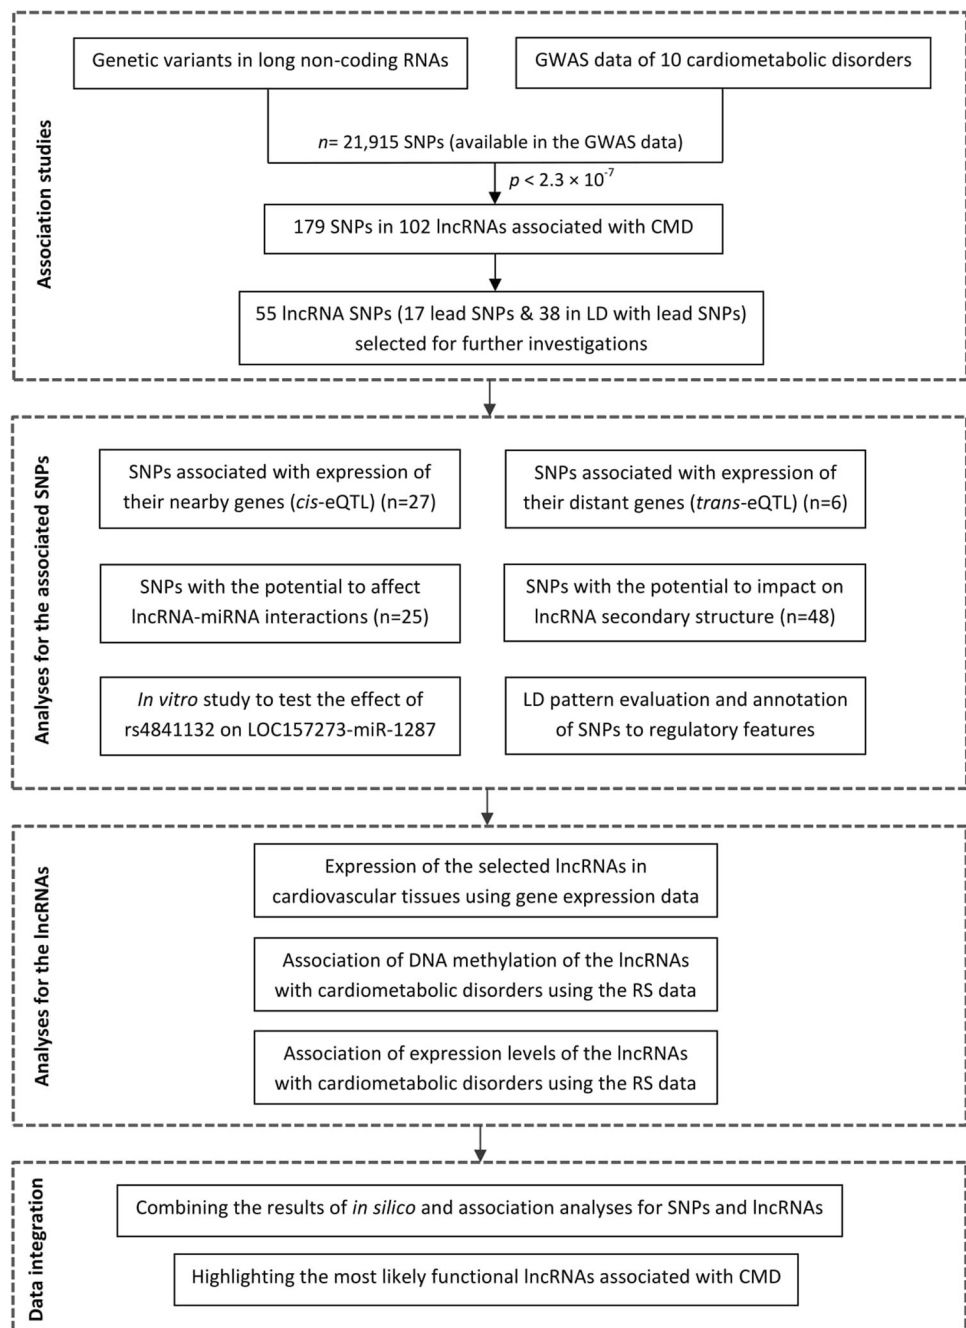 Association studies
Genetic variants in long non-coding RNAs
GWAS data of 10 cardiometabolic disorders
n= 21,915 SNPs (available in the GWAS data)
p < 2.3 × 10⁻⁷
179 SNPs in 102 lncRNAs associated with CMD
55 lncRNA SNPs (17 lead SNPs & 38 in LD with lead SNPs)
selected for further investigations
Analyses for the associated SNPs
SNPs associated with expression of
their nearby genes (cis-eQTL) (n=27)
SNPs associated with expression of
their distant genes (trans-eQTL) (n=6)
SNPs with the potential to affect
lncRNA-miRNA interactions (n=25)
SNPs with the potential to impact on
lncRNA secondary structure (n=48)
In vitro study to test the effect of
rs4841132 on LOC157273-miR-1287
LD pattern evaluation and annotation
of SNPs to regulatory features
Analyses for the lncRNAs
Expression of the selected lncRNAs in
cardiovascular tissues using gene expression data
Association of DNA methylation of the lncRNAs
with cardiometabolic disorders using the RS data
Association of expression levels of the lncRNAs
with cardiometabolic disorders using the RS data
Data integration
Combining the results of in silico and association analyses for SNPs and lncRNAs
Highlighting the most likely functional lncRNAs associated with CMD